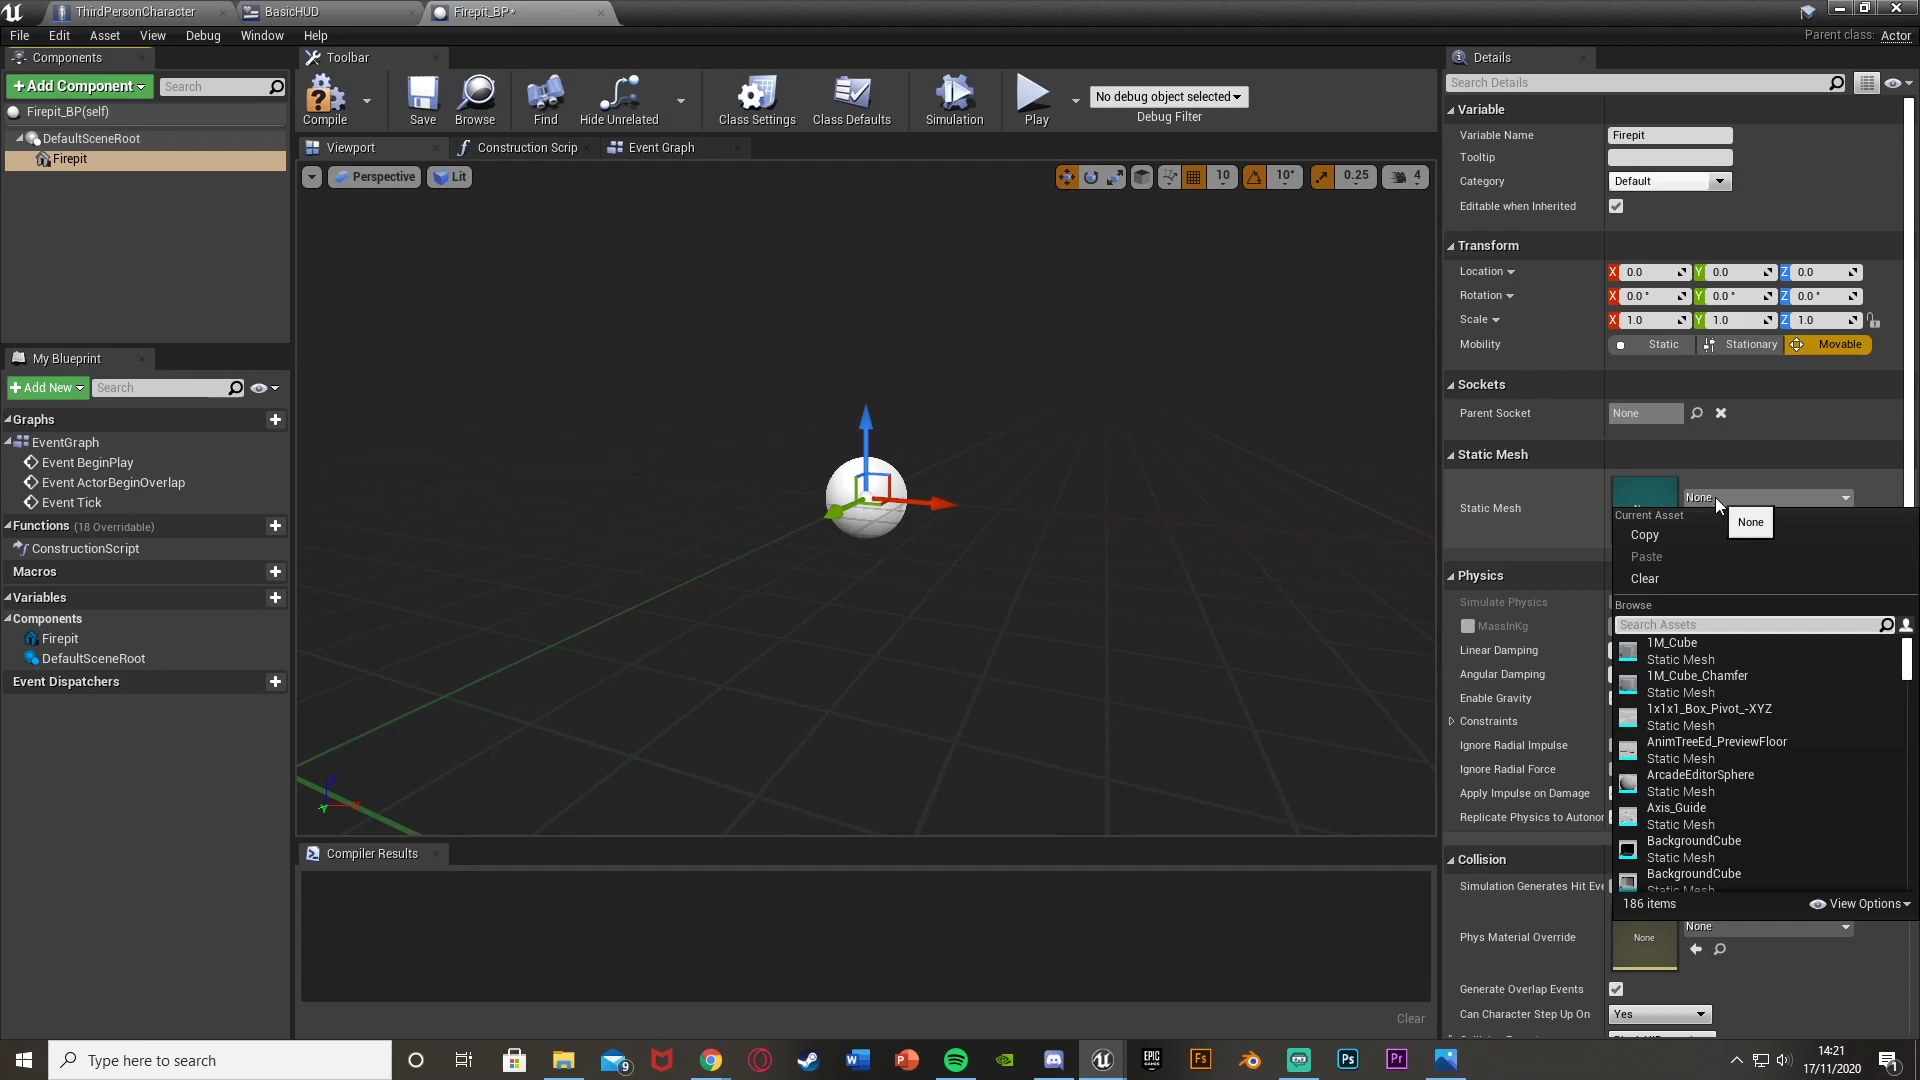 ThirdPersonCharacter
BasicHUD
Firepit_BP*
File Edit Asset View Debug Window Help
Parent class: Actor
Components
+Add Component
Search
Firepit_BP(self)
DefaultSceneRoot
Firepit
My Blueprint
+Add New
Search
Graphs
EventGraph
Event BeginPlay
Event ActorBeginOverlap
Event Tick
Functions (18 Overridable)
ConstructionScript
Macros
Variables
Components
Firepit
DefaultSceneRoot
Event Dispatchers
Toolbar
Compile
Save
Browse
Find
Hide Unrelated
Class Settings
Class Defaults
Simulation
Play
No debug object selected
Debug Filter
Viewport
Construction Scrip
Event Graph
Perspective
Lit
10
10°
0.25
4
Compiler Results
Clear
Details
Search Details
Variable
Variable Name Firepit
Tooltip
Category Default
Editable when Inherited
Transform
Location X 0.0 Y 0.0 Z 0.0
Rotation X 0.0 ° Y 0.0 ° Z 0.0 °
Scale X 1.0 Y 1.0 Z 1.0
Mobility Static Stationary Movable
Sockets
Parent Socket None
Static Mesh
Static Mesh None
None
Current Asset
Copy
Paste
Clear
Browse
Search Assets
1M_Cube
Static Mesh
1M_Cube_Chamfer
Static Mesh
1x1x1_Box_Pivot_-XYZ
Static Mesh
AnimTreeEd_PreviewFloor
Static Mesh
ArcadeEditorSphere
Static Mesh
Axis_Guide
Static Mesh
BackgroundCube
Static Mesh
BackgroundCube
Static Mesh
186 items
View Options
Physics
Simulate Physics
MassInKg
Linear Damping
Angular Damping
Enable Gravity
Constraints
Ignore Radial Impulse
Ignore Radial Force
Apply Impulse on Damage
Replicate Physics to Autonor
Collision
Simulation Generates Hit Eve
Phys Material Override None
None
Generate Overlap Events
Can Character Step Up On Yes
Type here to search
9
14:21
17/11/2020
1